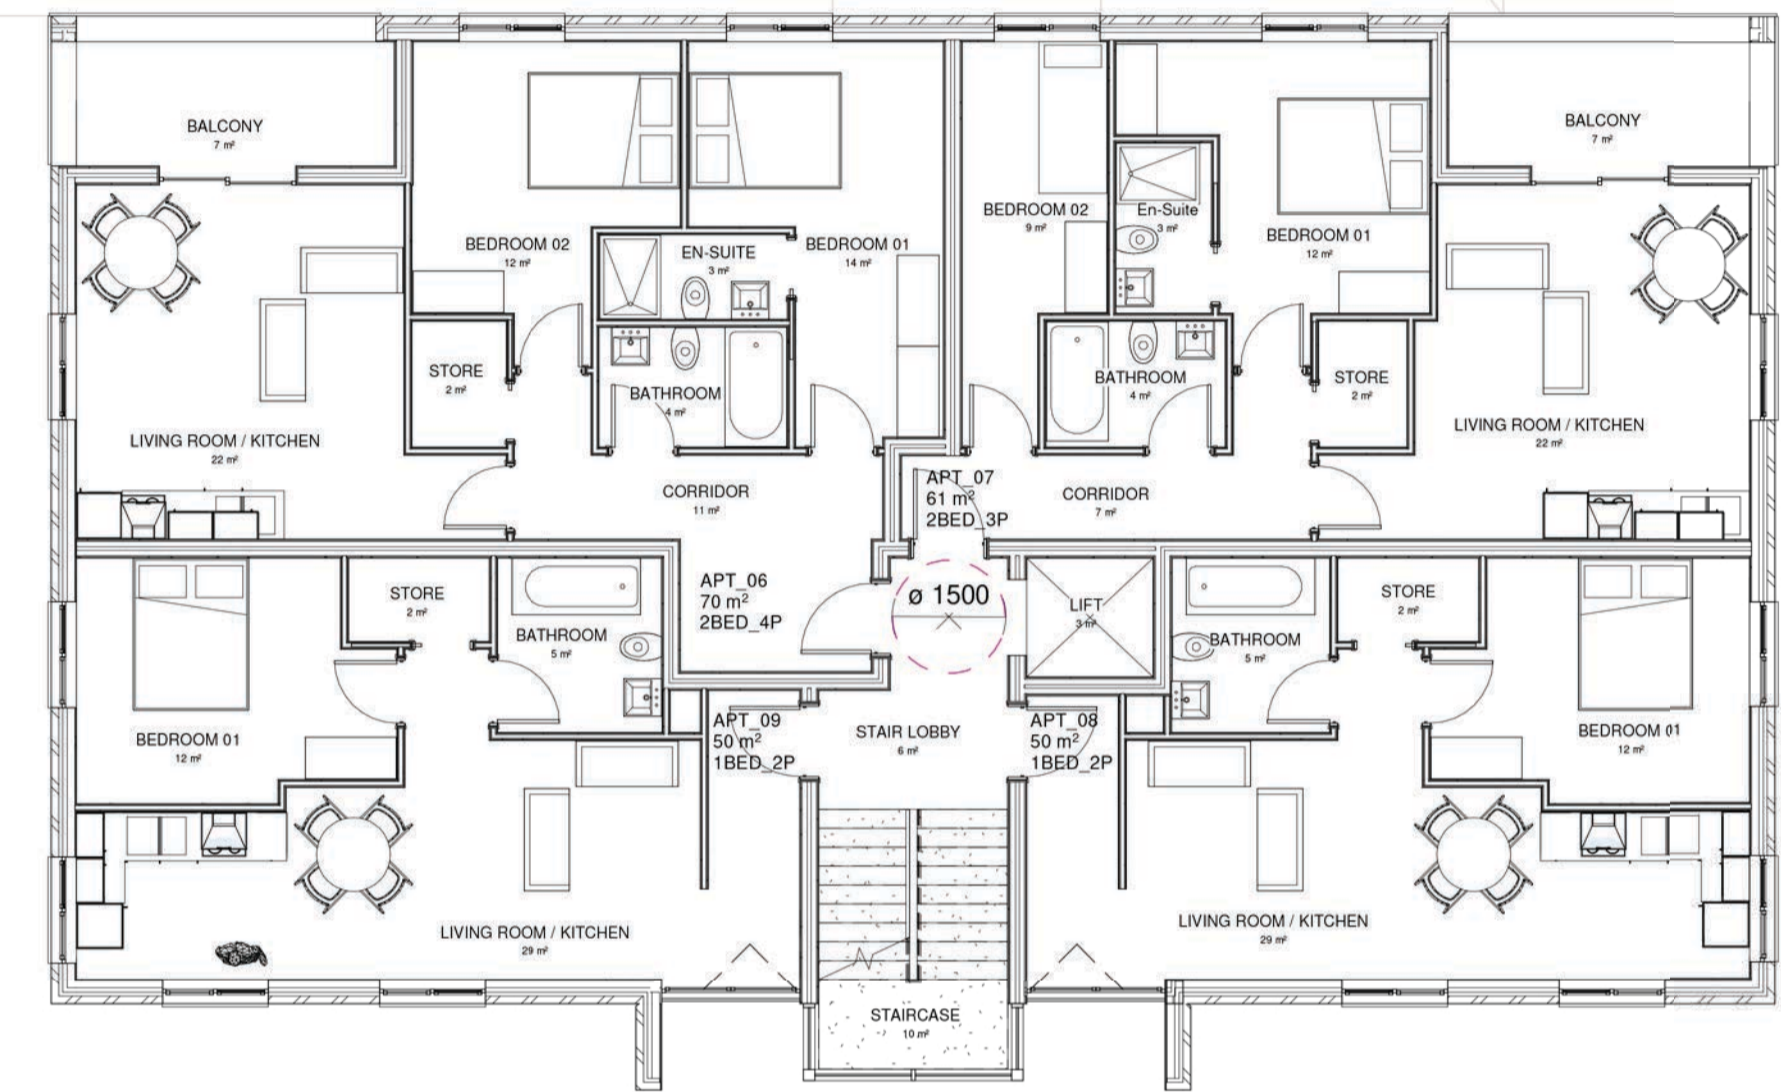 BALCONY
7 m²
BEDROOM 02
12 m²
EN-SUITE
3 m²
BEDROOM 01
14 m²
BEDROOM 02
9 m²
En-Suite
3 m²
BEDROOM 01
12 m²
BALCONY
7 m²
STORE
2 m²
BATHROOM
4 m²
BATHROOM
4 m²
STORE
2 m²
LIVING ROOM / KITCHEN
22 m²
CORRIDOR
11 m²
APT_07
61 m²
2BED_3P
CORRIDOR
7 m²
LIVING ROOM / KITCHEN
22 m²
STORE
2 m²
BATHROOM
5 m²
APT_06
70 m²
2BED_4P
ø 1500
LIFT
3 m²
BATHROOM
5 m²
STORE
2 m²
BEDROOM 01
12 m²
APT_09
50 m²
1BED_2P
STAIR LOBBY
6 m²
APT_08
50 m²
1BED_2P
BEDROOM 01
12 m²
LIVING ROOM / KITCHEN
29 m²
LIVING ROOM / KITCHEN
29 m²
STAIRCASE
10 m²